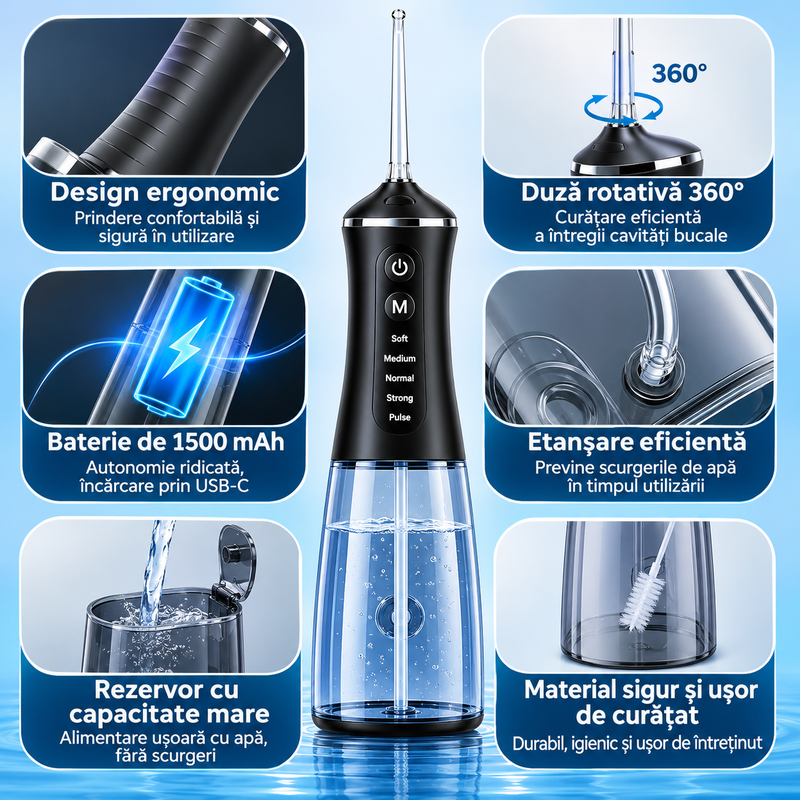 Design ergonomic
Prindere confortabilă și
sigură în utilizare
360°
Duză rotativă 360°
Curățare eficientă
a întregii cavități bucale
M
Soft
Medium
Normal
Strong
Pulse
Baterie de 1500 mAh
Autonomie ridicată,
încărcare prin USB-C
Etanșare eficientă
Previne scurgerile de apă
în timpul utilizării
Rezervor cu
capacitate mare
Alimentare ușoară cu apă,
fără scurgeri
Material sigur și ușor
de curățat
Durabil, igienic și ușor de întreținut